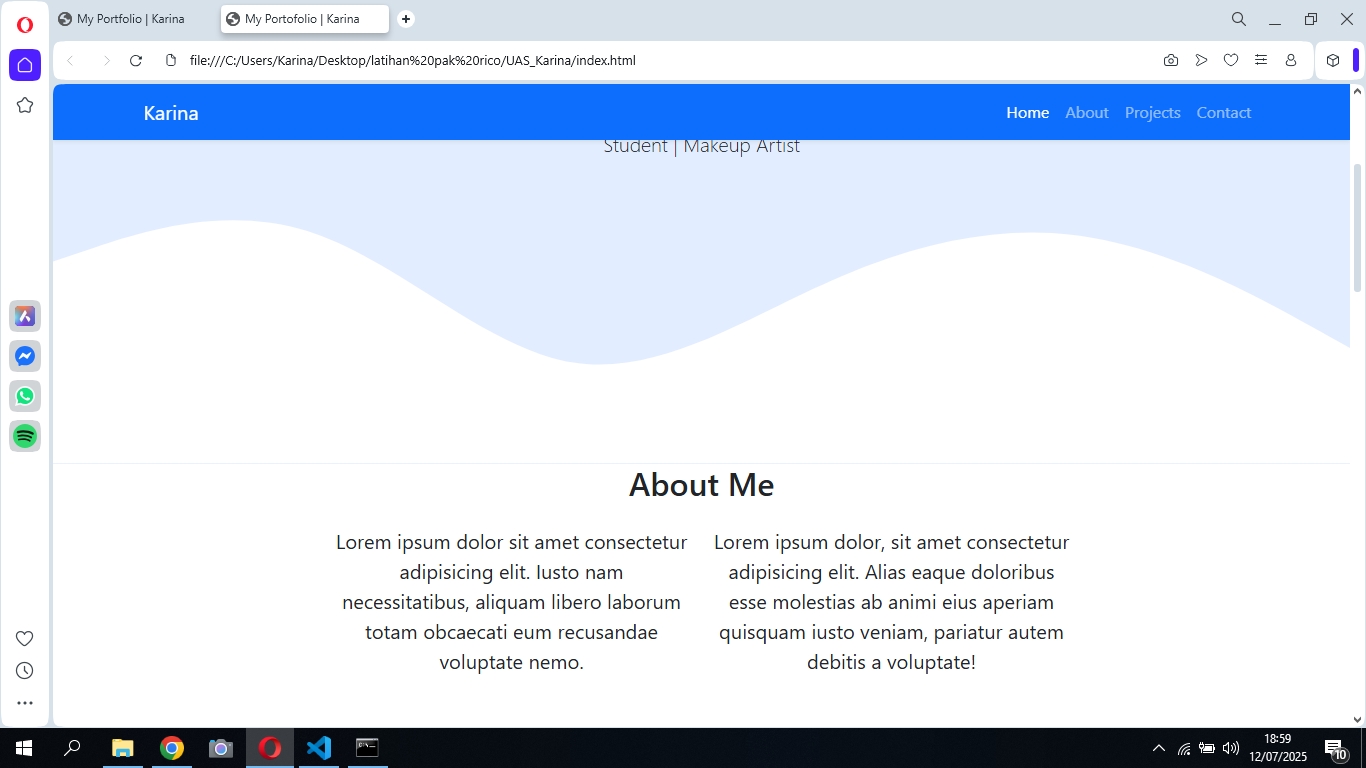 My Portfolio | Karina
My Portofolio | Karina
file:///C:/Users/Karina/Desktop/latihan%20pak%20rico/UAS_Karina/index.html
Karina
Home About Projects Contact
Student | Makeup Artist
About Me
Lorem ipsum dolor sit amet consectetur
adipisicing elit. Iusto nam
necessitatibus, aliquam libero laborum
totam obcaecati eum recusandae
voluptate nemo.
Lorem ipsum dolor, sit amet consectetur
adipisicing elit. Alias eaque doloribus
esse molestias ab animi eius aperiam
quisquam iusto veniam, pariatur autem
debitis a voluptate!
18:59
12/07/2025
10